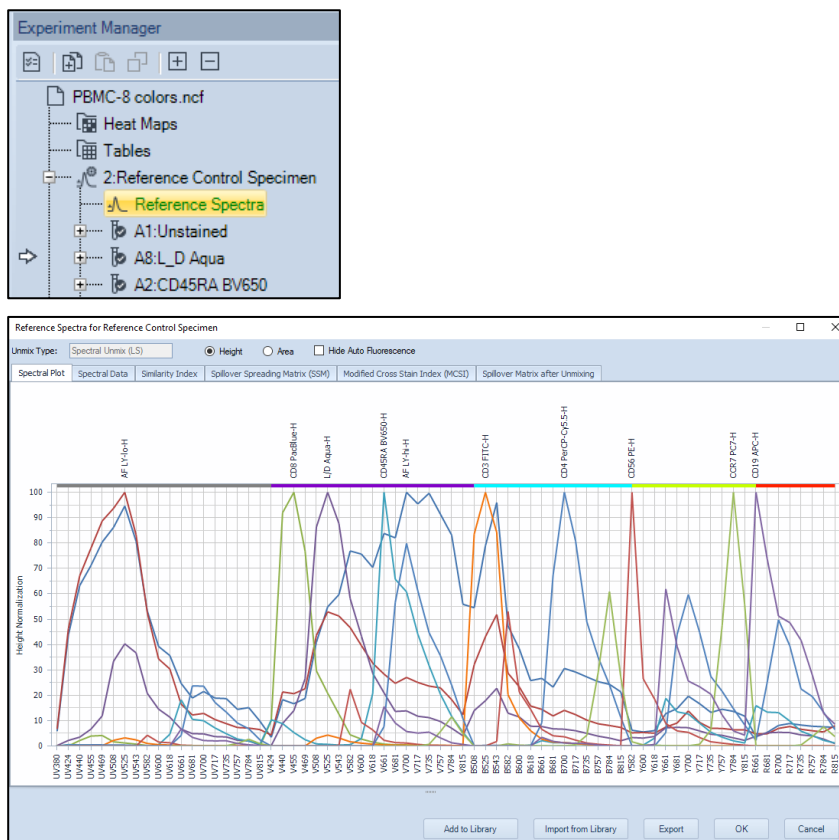 Experiment Manager
PBMC-8 colors.ncf
Heat Maps
Tables
2:Reference Control Specimen
Reference Spectra
A1:Unstained
A8:L_D Aqua
A2:CD45RA BV650
Reference Spectra for Reference Control Specimen
Unmix Type: Spectral Unmix (LS) Height Area Hide Auto Fluorescence
Spectral Plot Spectral Data Similarity Index Spillover Spreading Matrix (SSM) Modified Cross Stain Index (MCSI) Spillover Matrix after Unmixing
AF LY-lo-H CD8 PacBlue-H L/D Aqua-H CD45RA BV650-H AF LY-hi-H CD3 FITC-H CD4 PerCP-Cy5.5-H CD56 PE-H CCR7 PC7-H CD19 APC-H
Height Normalization
100
90
80
70
60
50
40
30
20
10
0
UV380 UV424 UV440 UV455 UV469 UV508 UV525 UV543 UV582 UV600 UV618 UV661 UV681 UV700 UV717 UV735 UV757 UV784 UV815 V424 V440 V455 V469 V508 V525 V543 V582 V600 V618 V661 V681 V700 V717 V735 V757 V784 V815 B508 B525 B543 B582 B600 B618 B661 B681 B700 B717 B735 B757 B784 B815 Y582 Y600 Y618 Y661 Y681 Y700 Y717 Y735 Y757 Y784 Y815 R661 R681 R700 R717 R735 R757 R784 R815
Add to Library Import from Library Export OK Cancel